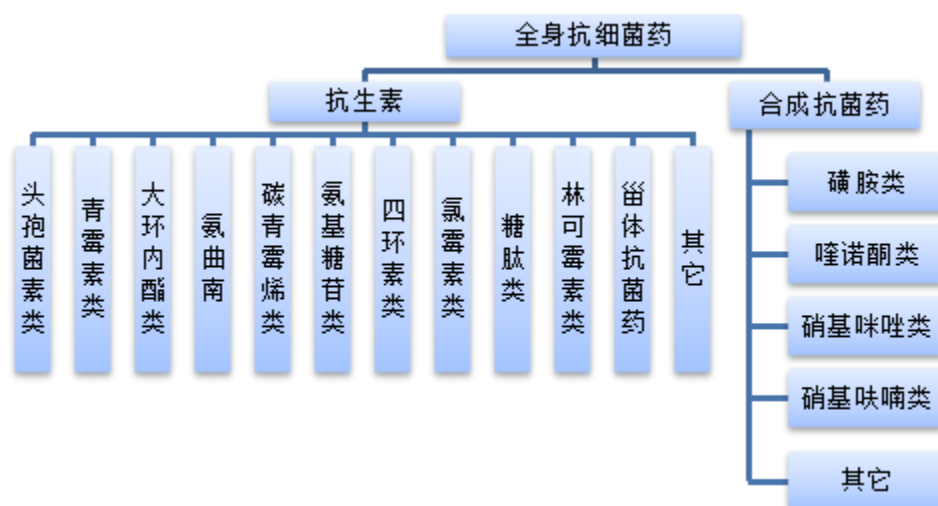 全身抗细菌药
抗生素
合成抗菌药
头孢菌素类
青霉素类
大环内酯类
氨曲南
碳青霉烯类
氨基糖苷类
四环素类
氯霉素类
糖肽类
林可霉素类
甾体抗菌药
其它
磺胺类
喹诺酮类
硝基咪唑类
硝基呋喃类
其它